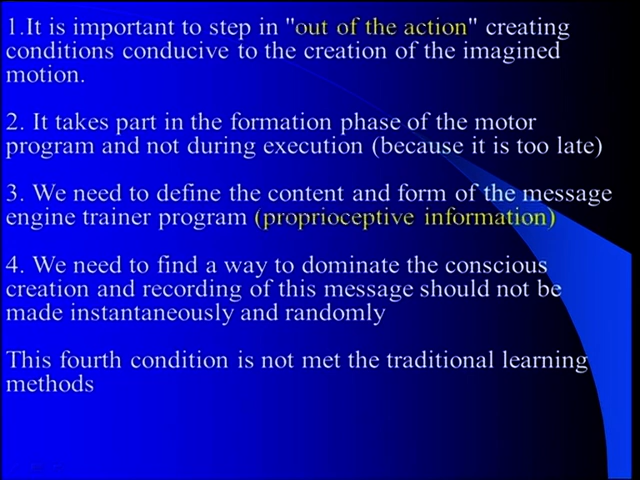 1.It is important to step in "out of the action" creating
conditions conducive to the creation of the imagined
motion.
2. It takes part in the formation phase of the motor
program and not during execution (because it is too late)
3. We need to define the content and form of the message
engine trainer program (proprioceptive information)
4. We need to find a way to dominate the conscious
creation and recording of this message should not be
made instantaneously and randomly
This fourth condition is not met the traditional learning
methods